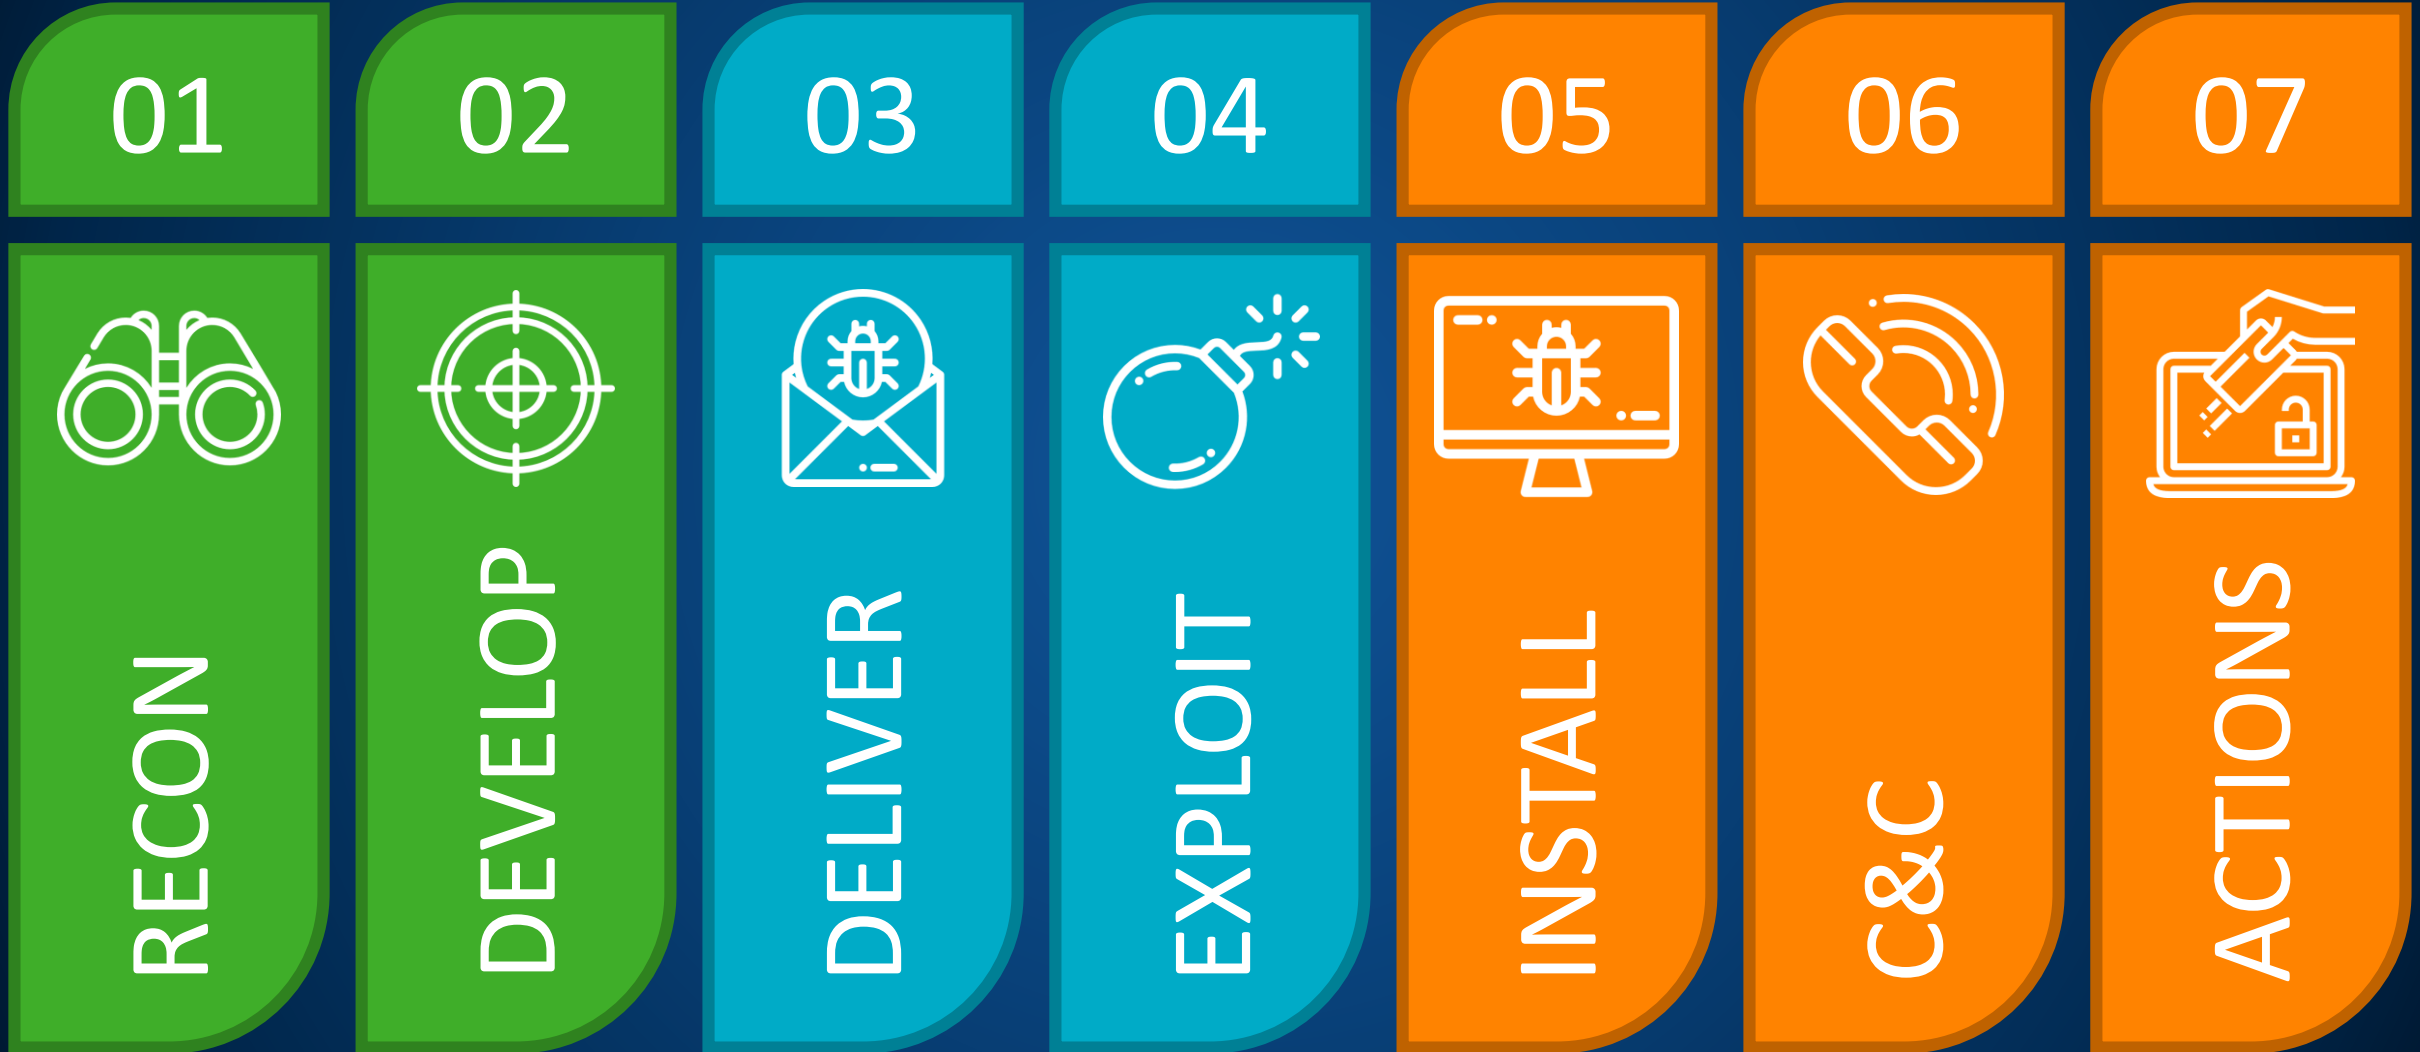 01
02
03
04
05
06
07
RECON
DEVELOP
DELIVER
EXPLOIT
INSTALL
C&C
ACTIONS